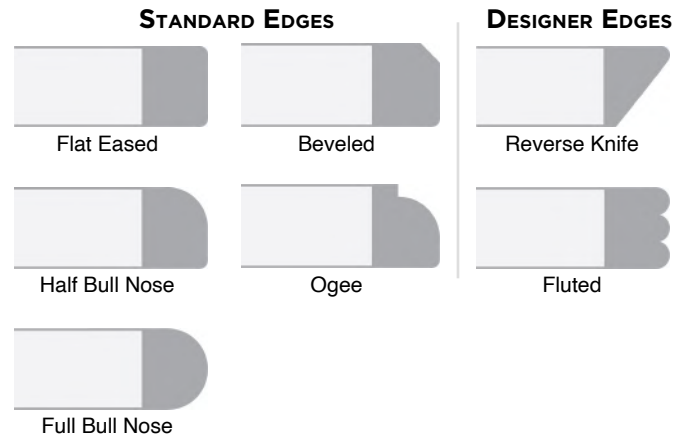 STANDARD EDGES
DESIGNER EDGES
Flat Eased
Beveled
Reverse Knife
Half Bull Nose
Ogee
Fluted
Full Bull Nose